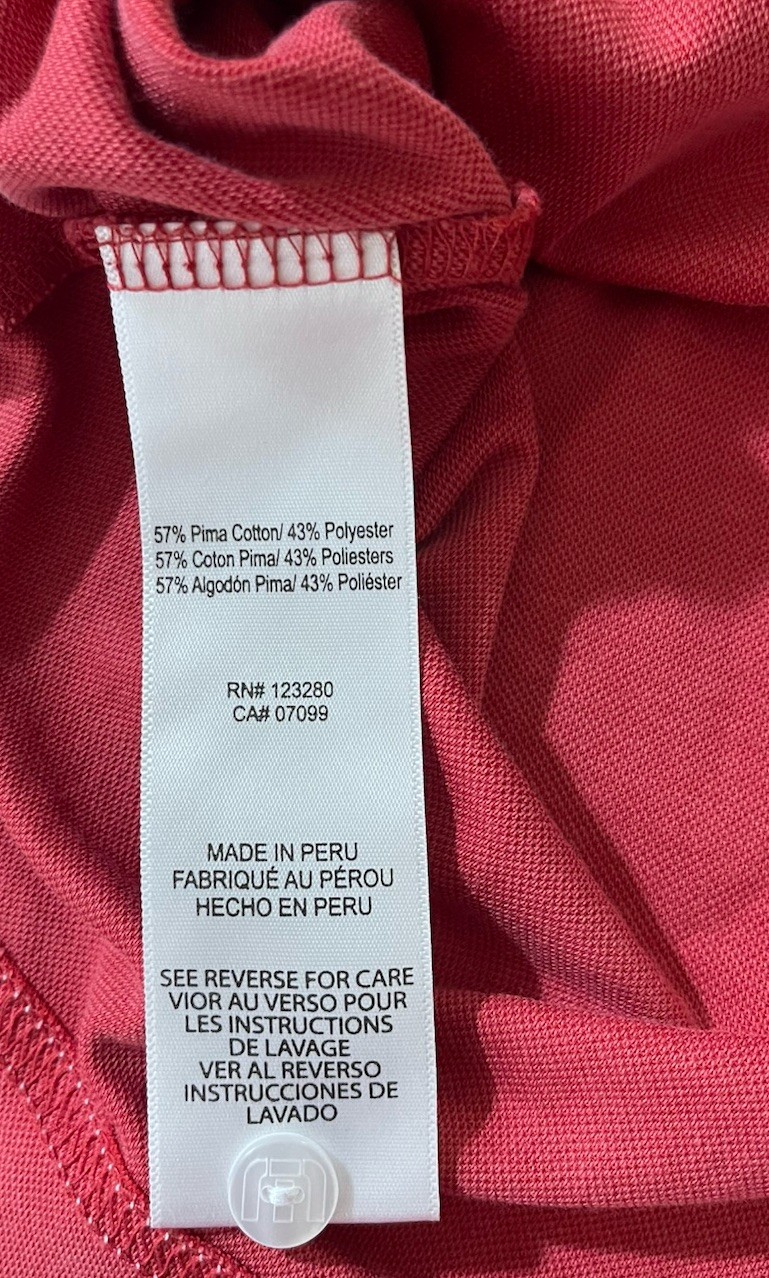 57% Pima Cotton/ 43% Polyester
57% Coton Pima/ 43% Poliesters
57% Algodón Pima/ 43% Poliéster
RN# 123280
CA# 07099
MADE IN PERU
FABRIQUÉ AU PÉROU
HECHO EN PERU
SEE REVERSE FOR CARE
VIOR AU VERSO POUR
LES INSTRUCTIONS
DE LAVAGE
VER AL REVERSO
INSTRUCCIONES DE
LAVADO